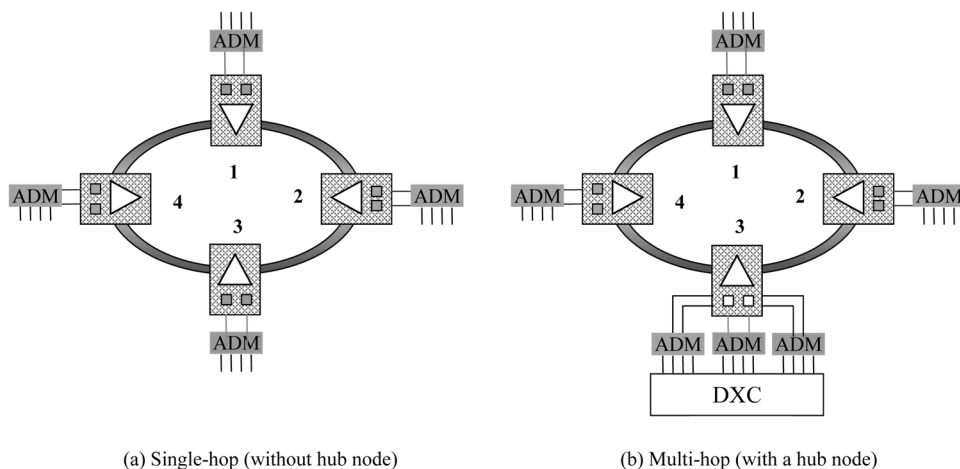 ADM
1
ADM
4
2
ADM
3
ADM
(a) Single-hop (without hub node)
ADM
1
ADM
4
2
ADM
3
ADM ADM ADM
DXC
(b) Multi-hop (with a hub node)